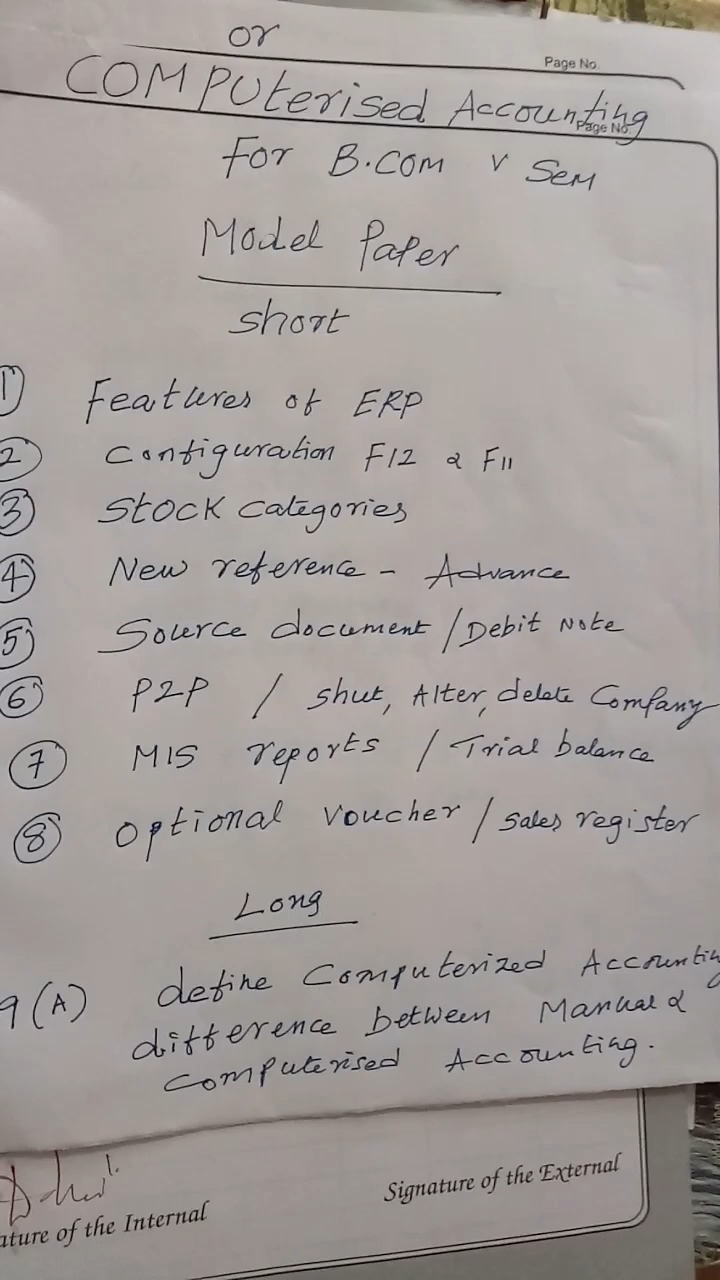 or
Page No.
COMPUterised Accounting
Page No.
For B.COM V SEM
Model Paper
Short
1 Features of ERP
2 Configuration F12 & F11
3 Stock Categories
4 New reference - Advance
5 Source document / Debit Note
6 P2P / Shut, Alter, delete Company
7 MIS reports / Trial balance
8 Optional Voucher / Sales register
Long
9 (A) define Computerized Accounting
difference between Manual &
Computerised Accounting.
Signature of the External
ature of the Internal